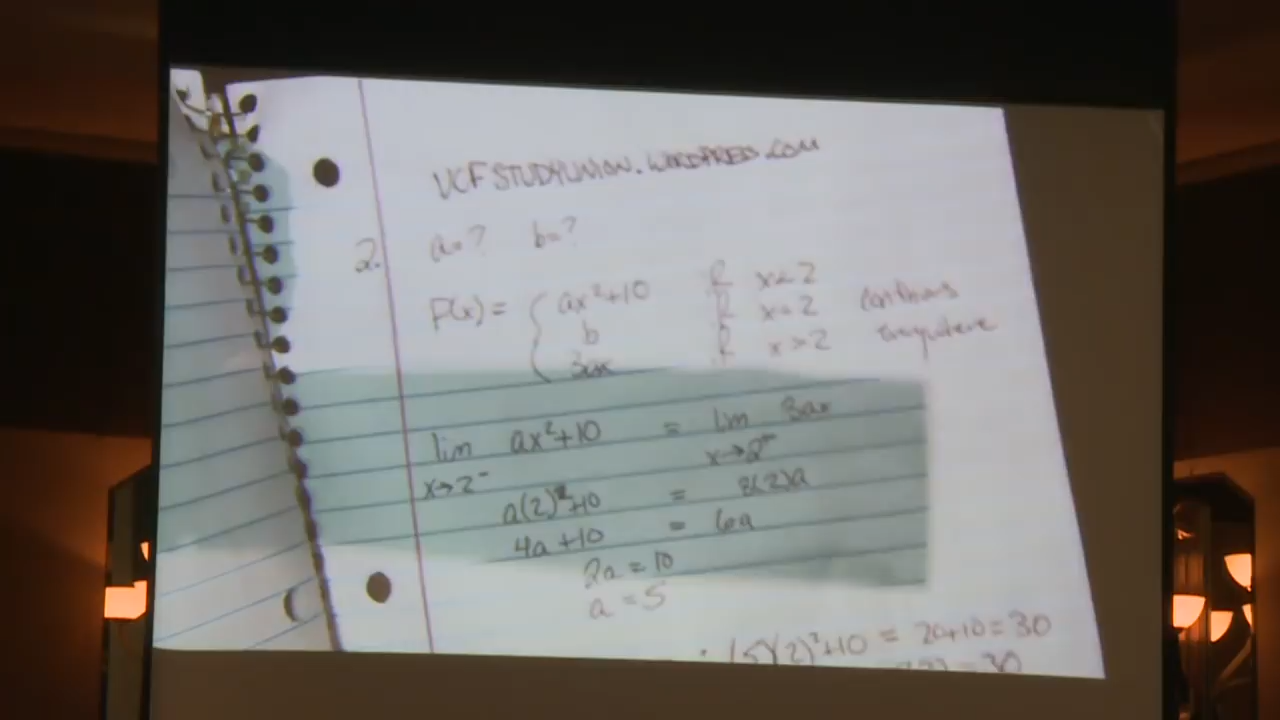 UCFSTUDYUNION.WORDPRESS.COM
2. a=? b=?
F(x) = { ax²+10 if x<2
b if x=2 continuous
3ax if x>2 everywhere
lim ax²+10 = lim 3ax
x→2⁻ x→2⁺
a(2)²+10 = 3(2)a
4a+10 = 6a
2a = 10
a = 5
(5)(2)²+10 = 20+10 = 30
= 30